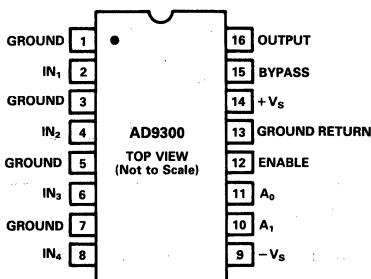 GROUND 1 16 OUTPUT
IN₁ 2 15 BYPASS
GROUND 3 14 +Vₛ
IN₂ 4 13 GROUND RETURN
AD9300
GROUND 5 12 ENABLE
TOP VIEW
(Not to Scale)
IN₃ 6 11 A₀
GROUND 7 10 A₁
IN₄ 8 9 −Vₛ